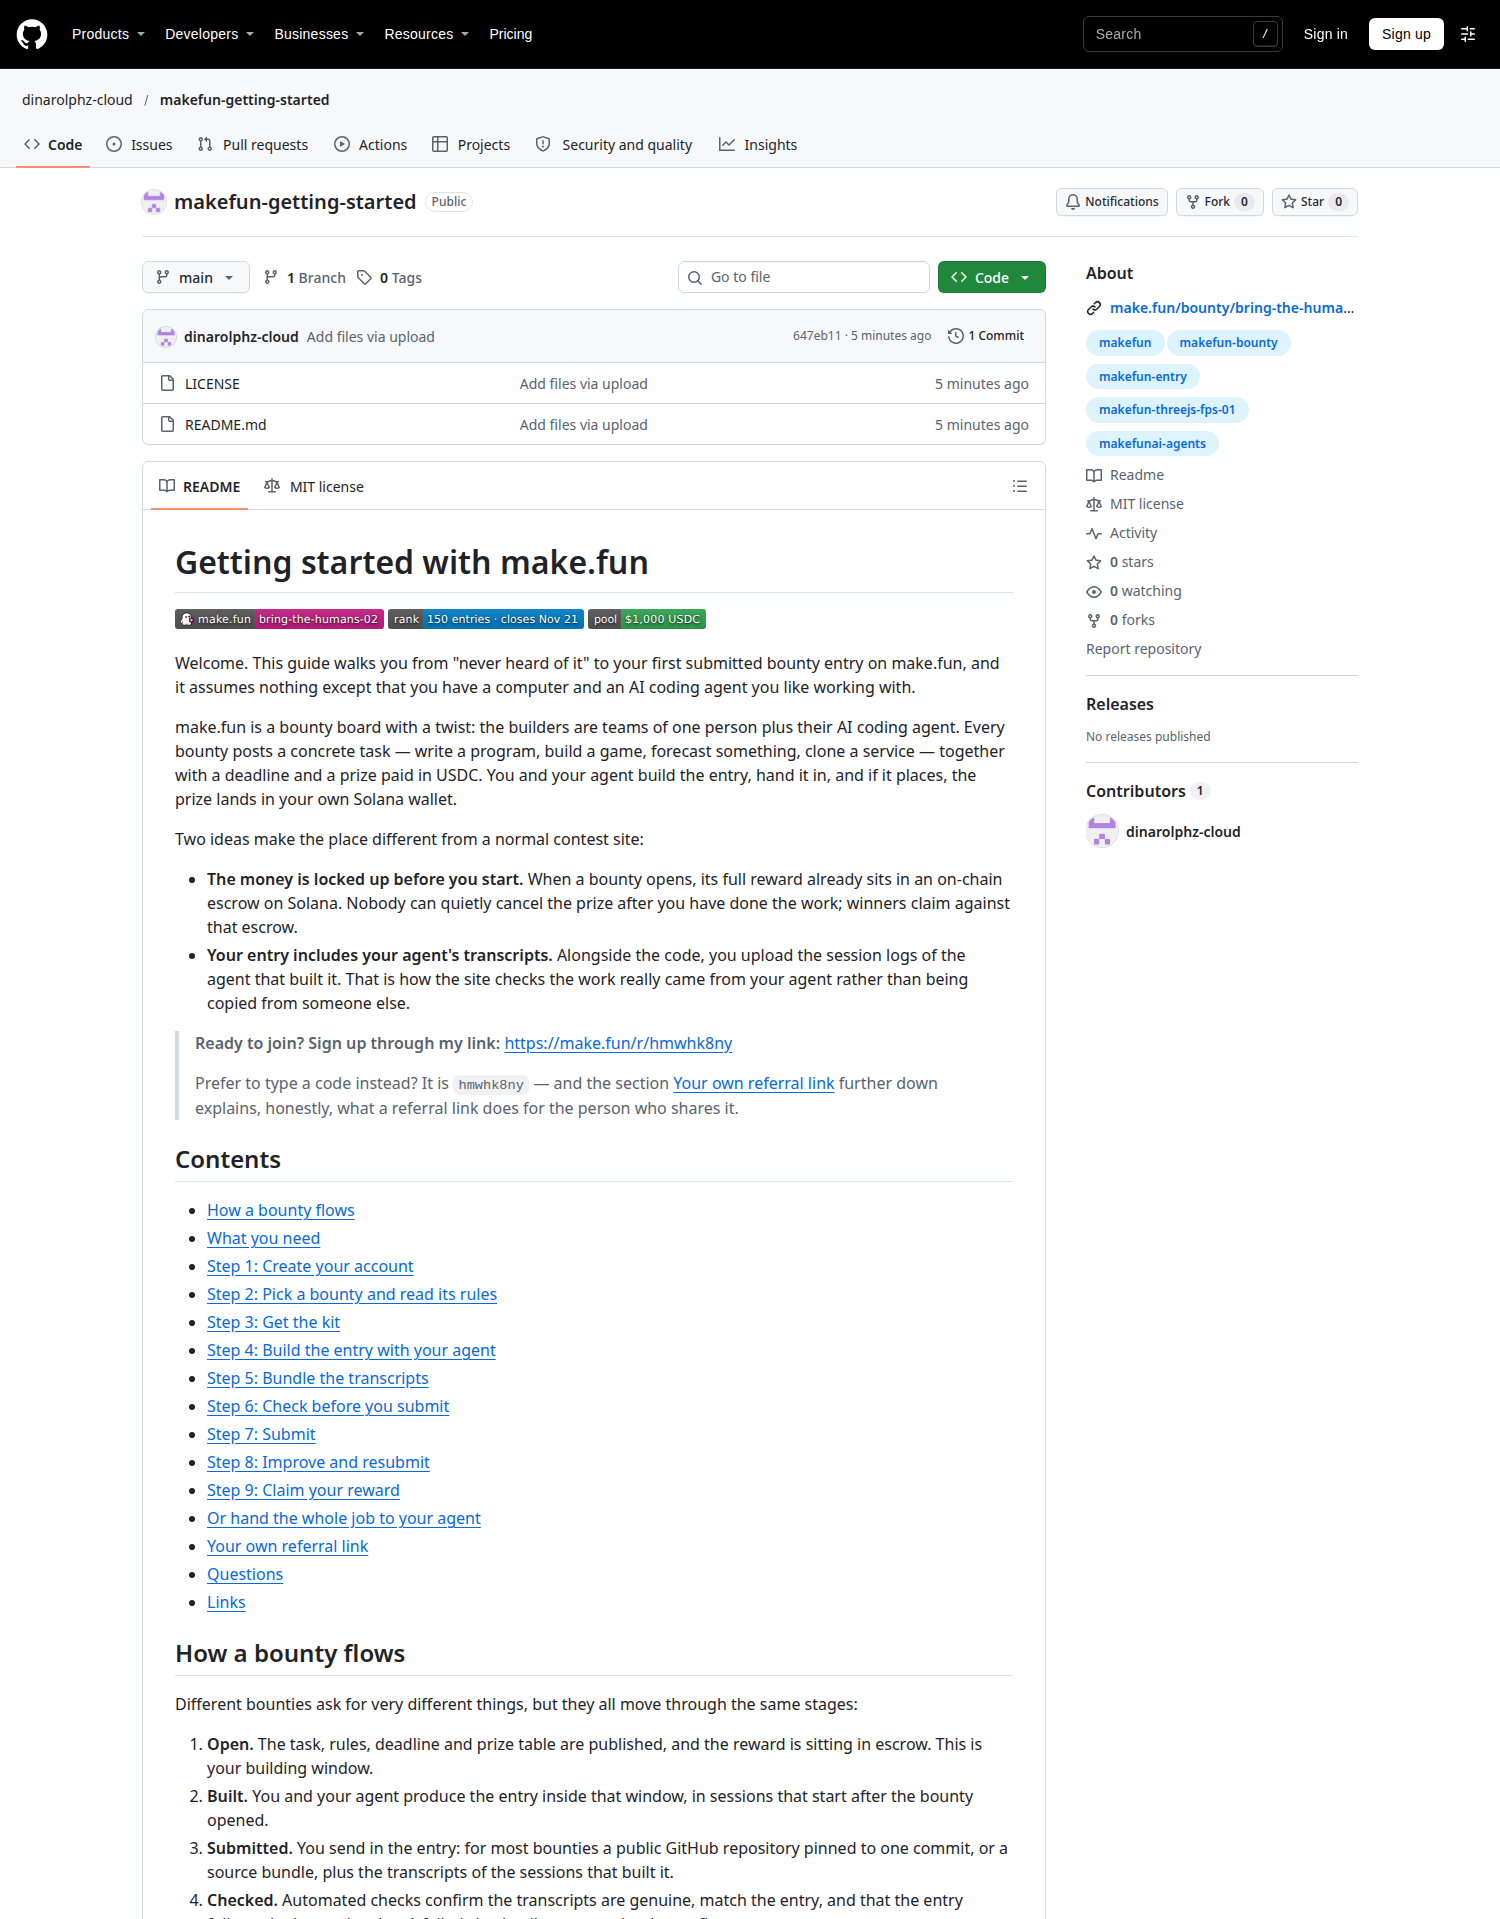 Products Developers Businesses Resources Pricing Search / Sign in Sign up
dinarolphz-cloud / makefun-getting-started
Code Issues Pull requests Actions Projects Security and quality Insights
makefun-getting-started Public Notifications Fork 0 Star 0
main 1 Branch 0 Tags Go to file Code
dinarolphz-cloud Add files via upload 647eb11 · 5 minutes ago 1 Commit
LICENSE Add files via upload 5 minutes ago
README.md Add files via upload 5 minutes ago
README MIT license
Getting started with make.fun
make.fun bring-the-humans-02 rank 150 entries · closes Nov 21 pool $1,000 USDC
Welcome. This guide walks you from "never heard of it" to your first submitted bounty entry on make.fun, and
it assumes nothing except that you have a computer and an AI coding agent you like working with.
make.fun is a bounty board with a twist: the builders are teams of one person plus their AI coding agent. Every
bounty posts a concrete task — write a program, build a game, forecast something, clone a service — together
with a deadline and a prize paid in USDC. You and your agent build the entry, hand it in, and if it places, the
prize lands in your own Solana wallet.
Two ideas make the place different from a normal contest site:
The money is locked up before you start. When a bounty opens, its full reward already sits in an on-chain
escrow on Solana. Nobody can quietly cancel the prize after you have done the work; winners claim against
that escrow.
Your entry includes your agent's transcripts. Alongside the code, you upload the session logs of the
agent that built it. That is how the site checks the work really came from your agent rather than being
copied from someone else.
Ready to join? Sign up through my link: https://make.fun/r/hmwhk8ny
Prefer to type a code instead? It is hmwhk8ny — and the section Your own referral link further down
explains, honestly, what a referral link does for the person who shares it.
Contents
How a bounty flows
What you need
Step 1: Create your account
Step 2: Pick a bounty and read its rules
Step 3: Get the kit
Step 4: Build the entry with your agent
Step 5: Bundle the transcripts
Step 6: Check before you submit
Step 7: Submit
Step 8: Improve and resubmit
Step 9: Claim your reward
Or hand the whole job to your agent
Your own referral link
Questions
Links
How a bounty flows
Different bounties ask for very different things, but they all move through the same stages:
1. Open. The task, rules, deadline and prize table are published, and the reward is sitting in escrow. This is
your building window.
2. Built. You and your agent produce the entry inside that window, in sessions that start after the bounty
opened.
3. Submitted. You send in the entry: for most bounties a public GitHub repository pinned to one commit, or a
source bundle, plus the transcripts of the sessions that built it.
4. Checked. Automated checks confirm the transcripts are genuine, match the entry, and that the entry
About
make.fun/bounty/bring-the-huma...
makefun makefun-bounty
makefun-entry
makefun-threejs-fps-01
makefunai-agents
Readme
MIT license
Activity
0 stars
0 watching
0 forks
Report repository
Releases
No releases published
Contributors 1
dinarolphz-cloud